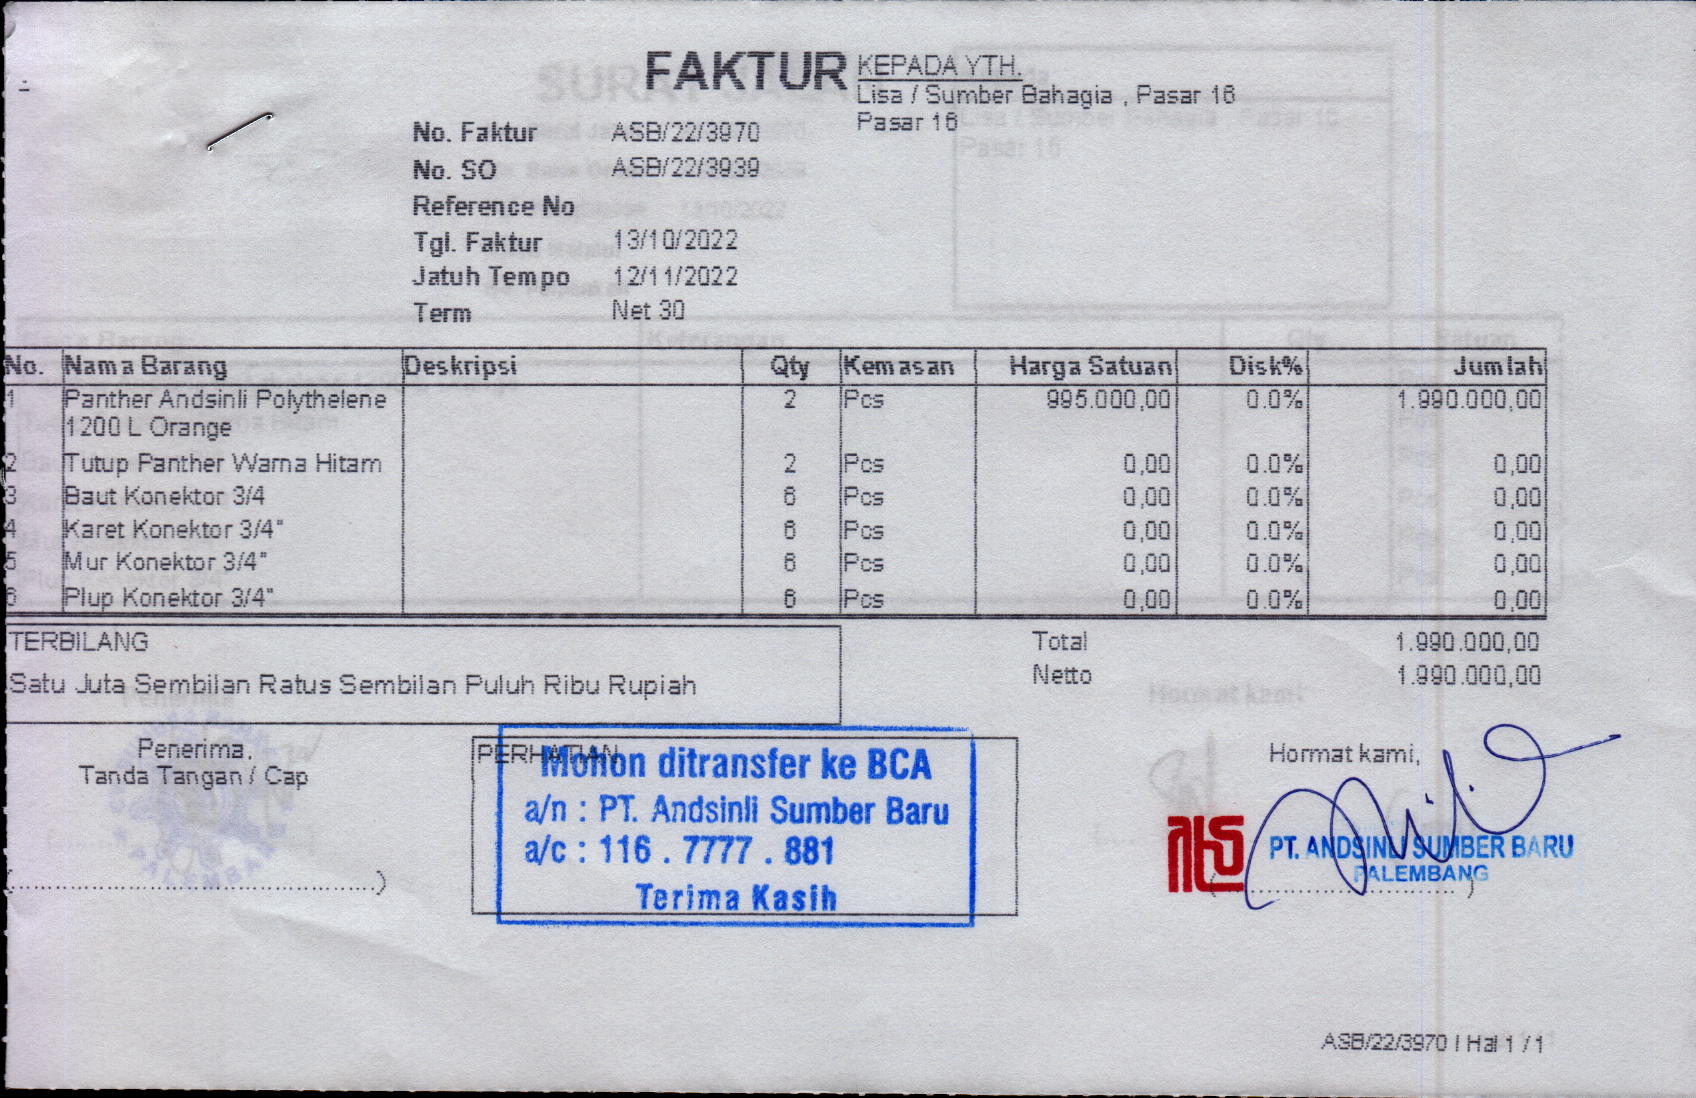 FAKTUR
KEPADA YTH.
Lisa / Sumber Bahagia , Pasar 16
Pasar 16
No. Faktur ASB/22/3970
No. SO ASB/22/3939
Reference No
Tgl. Faktur 13/10/2022
Jatuh Tempo 12/11/2022
Term Net 30
No. Nama Barang Deskripsi Qty Kemasan Harga Satuan Disk% Jumlah
1 Panther Andsinli Polythelene 2 Pcs 995.000,00 0.0% 1.990.000,00
1200 L Orange
2 Tutup Panther Warna Hitam 2 Pcs 0,00 0.0% 0,00
3 Baut Konektor 3/4 6 Pcs 0,00 0.0% 0,00
4 Karet Konektor 3/4" 6 Pcs 0,00 0.0% 0,00
5 Mur Konektor 3/4" 6 Pcs 0,00 0.0% 0,00
6 Plup Konektor 3/4" 6 Pcs 0,00 0.0% 0,00
TERBILANG
Satu Juta Sembilan Ratus Sembilan Puluh Ribu Rupiah
Total 1.990.000,00
Netto 1.990.000,00
Penerima,
Tanda Tangan / Cap
PERHATIAN
Mohon ditransfer ke BCA
a/n : PT. Andsinli Sumber Baru
a/c : 116 . 7777 . 881
Terima Kasih
Hormat kami,
PT. ANDSINLI SUMBER BARU
PALEMBANG
ASB/22/3970 | Hal 1 / 1